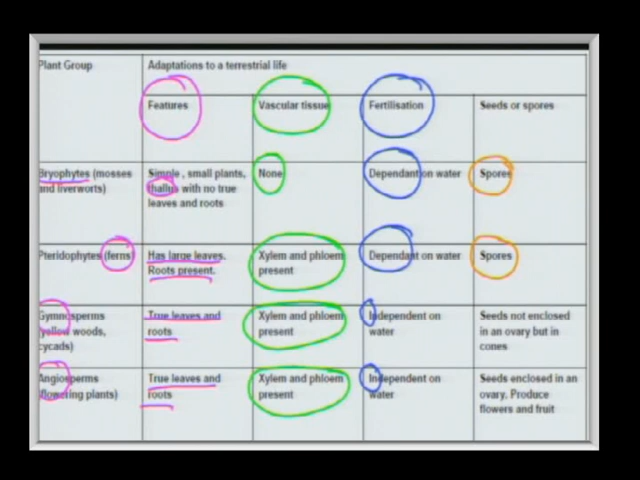 Plant Group
Adaptations to a terrestrial life
Features
Vascular tissue
Fertilisation
Seeds or spores
Bryophytes (mosses
and liverworts)
Simple , small plants,
thallus with no true
leaves and roots
None
Dependant on water
Spores
Pteridophytes (ferns)
Has large leaves.
Roots present.
Xylem and phloem
present
Dependant on water
Spores
Gymnosperms
(yellow woods,
cycads)
True leaves and
roots
Xylem and phloem
present
Independent on
water
Seeds not enclosed
in an ovary but in
cones
Angiosperms
(flowering plants)
True leaves and
roots
Xylem and phloem
present
Independent on
water
Seeds enclosed in an
ovary. Produce
flowers and fruit